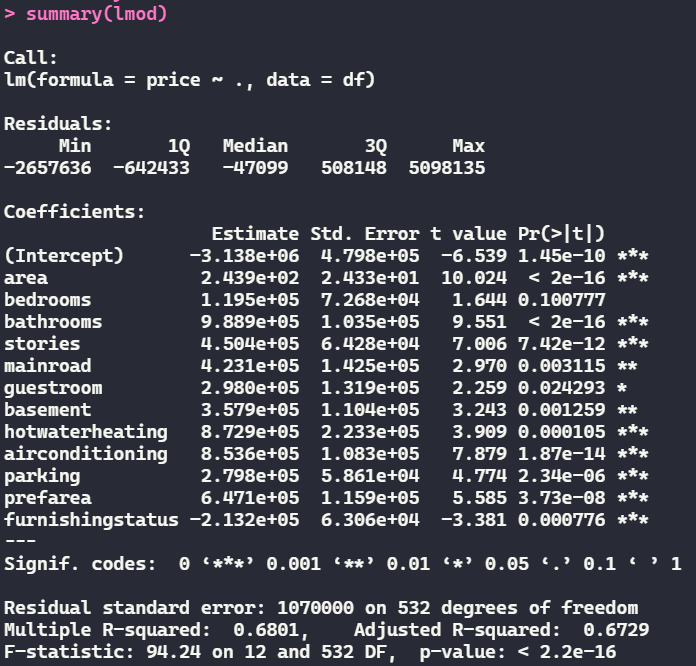 > summary(lmod)
Call:
lm(formula = price ~ ., data = df)
Residuals:
     Min       1Q   Median       3Q      Max
-2657636  -642433   -47099   508148  5098135
Coefficients:
                   Estimate Std. Error t value Pr(>|t|)
(Intercept)      -3.138e+06  4.798e+05  -6.539 1.45e-10 ***
area              2.439e+02  2.433e+01  10.024  < 2e-16 ***
bedrooms          1.195e+05  7.268e+04   1.644 0.100777
bathrooms         9.889e+05  1.035e+05   9.551  < 2e-16 ***
stories           4.504e+05  6.428e+04   7.006 7.42e-12 ***
mainroad          4.231e+05  1.425e+05   2.970 0.003115 **
guestroom         2.980e+05  1.319e+05   2.259 0.024293 *
basement          3.579e+05  1.104e+05   3.243 0.001259 **
hotwaterheating   8.729e+05  2.233e+05   3.909 0.000105 ***
airconditioning   8.536e+05  1.083e+05   7.879 1.87e-14 ***
parking           2.798e+05  5.861e+04   4.774 2.34e-06 ***
prefarea          6.471e+05  1.159e+05   5.585 3.73e-08 ***
furnishingstatus -2.132e+05  6.306e+04  -3.381 0.000776 ***
---
Signif. codes:  0 ‘***’ 0.001 ‘**’ 0.01 ‘*’ 0.05 ‘.’ 0.1 ‘ ’ 1
Residual standard error: 1070000 on 532 degrees of freedom
Multiple R-squared:  0.6801,    Adjusted R-squared:  0.6729
F-statistic: 94.24 on 12 and 532 DF,  p-value: < 2.2e-16